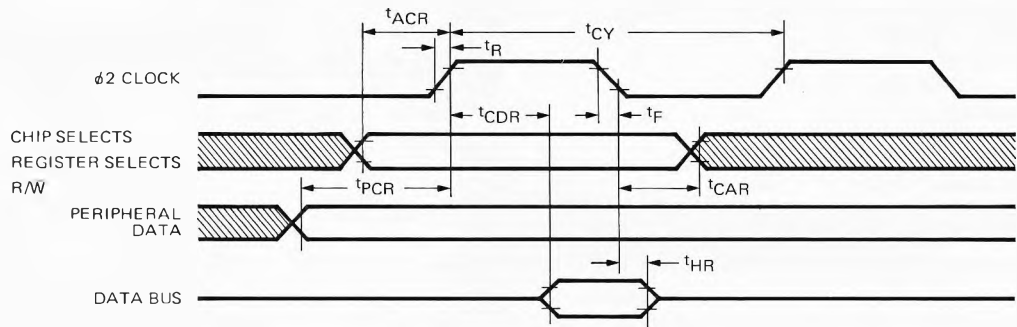 tACR
tCY
tR
φ2 CLOCK
tCDR
tF
CHIP SELECTS
REGISTER SELECTS
R/W̅
tPCR
tCAR
PERIPHERAL
DATA
tHR
DATA BUS